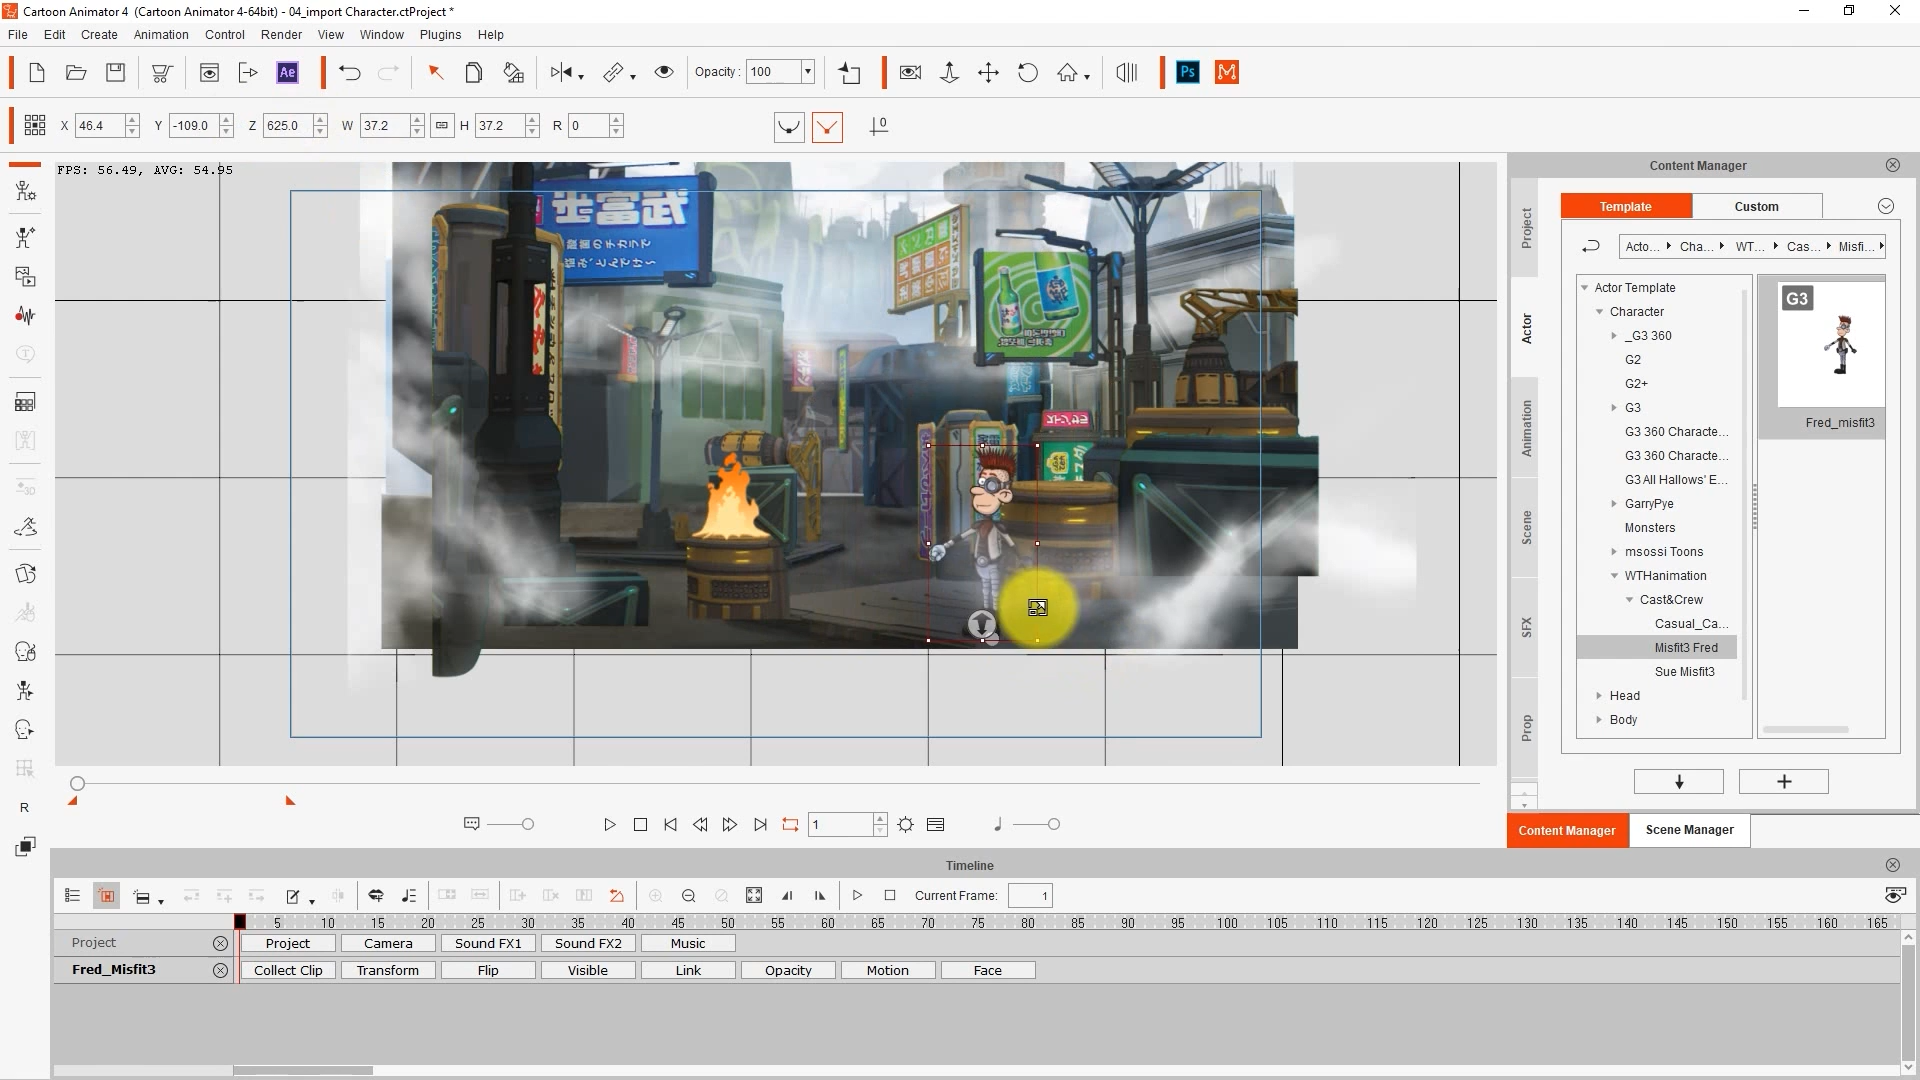 Cartoon Animator 4 (Cartoon Animator 4-64bit) - 04_import Character.ctProject *
File Edit Create Animation Control Render View Window Plugins Help
Ae
Opacity : 100
Ps
X 46.4 Y -109.0 Z 625.0 W 37.2 H 37.2 R 0
0
FPS: 56.49, AVG: 54.95
Content Manager
Template Custom
Acto... Cha... WT... Cas... Misfi...
Project
Actor
Animation
Scene
SFX
Prop
Actor Template
Character
_G3 360
G2
G2+
G3
G3 360 Characte...
G3 360 Characte...
G3 All Hallows' E...
GarryPye
Monsters
msossi Toons
WTHanimation
Cast&Crew
Casual_Ca...
Misfit3 Fred
Sue Misfit3
Head
Body
G3
Fred_misfit3
3D
R
1
Content Manager Scene Manager
Timeline
Current Frame: 1
5 10 15 20 25 30 35 40 45 50 55 60 65 70 75 80 85 90 95 100 105 110 115 120 125 130 135 140 145 150 155 160 165
Project Project Camera Sound FX1 Sound FX2 Music
Fred_Misfit3 Collect Clip Transform Flip Visible Link Opacity Motion Face